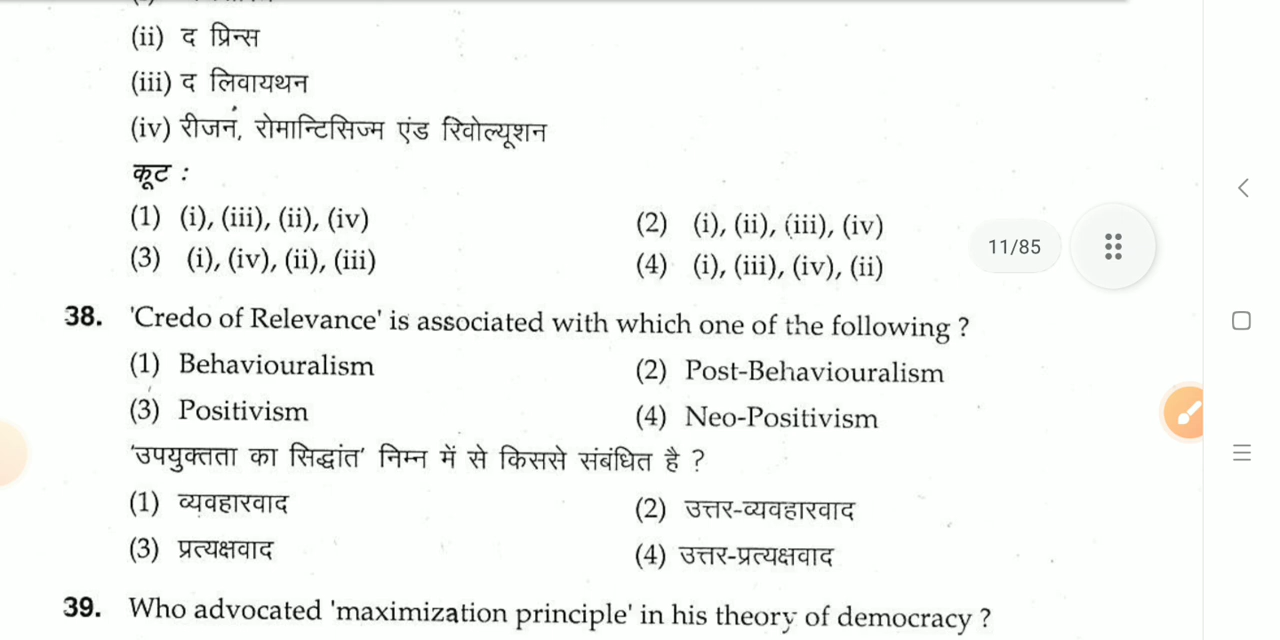 (ii) द प्रिन्स
(iii) द लिवायथन
(iv) रीजन, रोमान्टिसिज्म एंड रिवोल्यूशन
कूट :
(1) (i), (iii), (ii), (iv) (2) (i), (ii), (iii), (iv)
(3) (i), (iv), (ii), (iii) (4) (i), (iii), (iv), (ii)
11/85
38. 'Credo of Relevance' is associated with which one of the following ?
(1) Behaviouralism (2) Post-Behaviouralism
(3) Positivism (4) Neo-Positivism
'उपयुक्तता का सिद्धांत' निम्न में से किससे संबंधित है ?
(1) व्यवहारवाद (2) उत्तर-व्यवहारवाद
(3) प्रत्यक्षवाद (4) उत्तर-प्रत्यक्षवाद
39. Who advocated 'maximization principle' in his theory of democracy ?